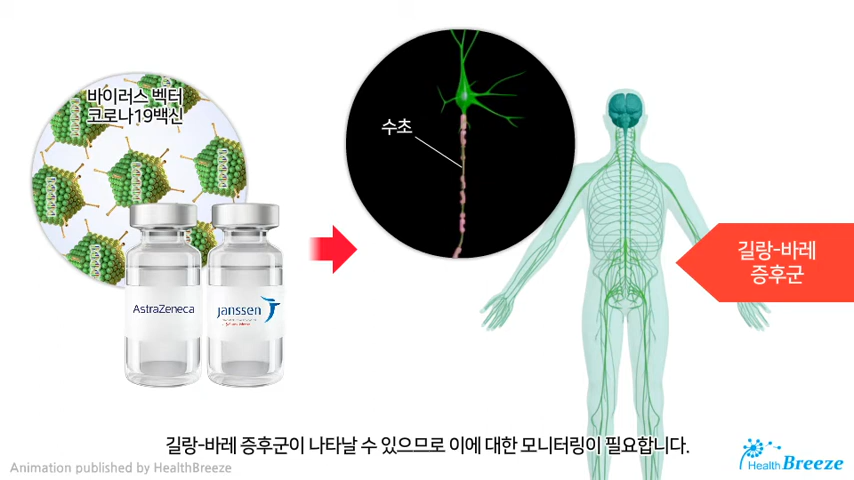 바이러스 벡터
코로나19백신
수초
AstraZeneca
janssen
길랑-바레
증후군
길랑-바레 증후군이 나타날 수 있으므로 이에 대한 모니터링이 필요합니다.
Animation published by HealthBreeze
Health Breeze